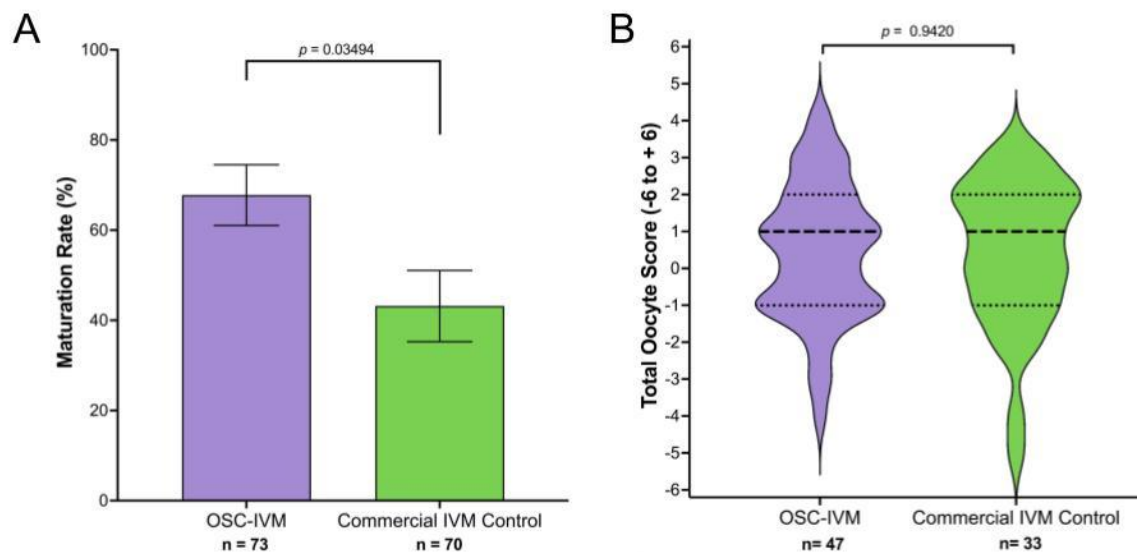 A
p = 0.03494
Maturation Rate (%)
100
80
60
40
20
0
OSC-IVM
n = 73
Commercial IVM Control
n = 70
B
p = 0.9420
Total Oocyte Score (-6 to + 6)
6
5
4
3
2
1
0
-1
-2
-3
-4
-5
-6
OSC-IVM
n= 47
Commercial IVM Control
n= 33